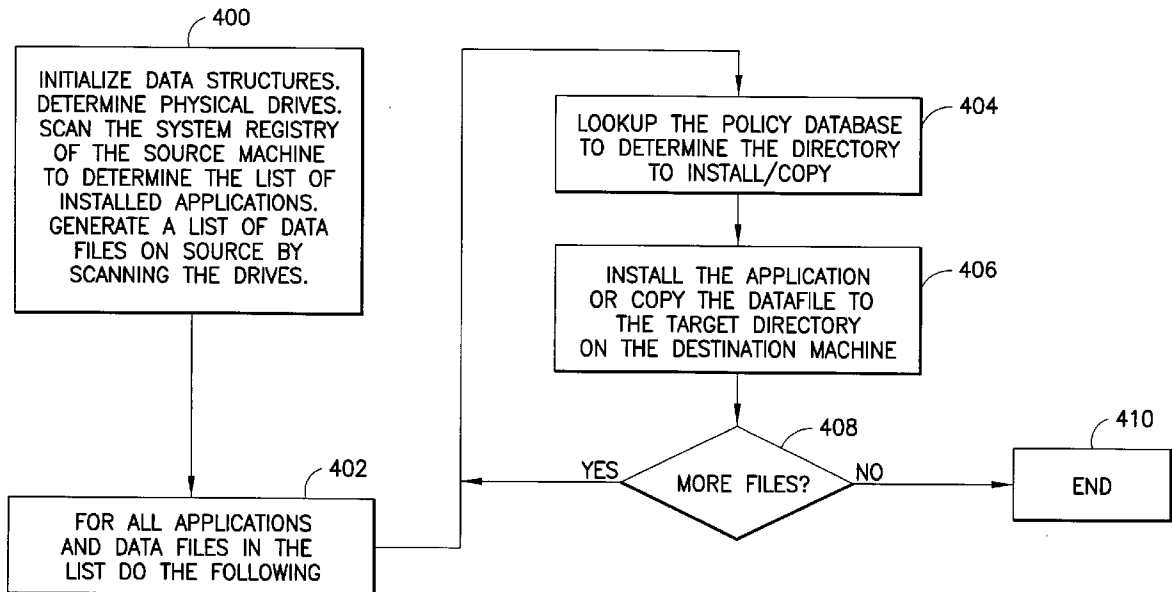 400
INITIALIZE DATA STRUCTURES.
DETERMINE PHYSICAL DRIVES.
SCAN THE SYSTEM REGISTRY
OF THE SOURCE MACHINE
TO DETERMINE THE LIST OF
INSTALLED APPLICATIONS.
GENERATE A LIST OF DATA
FILES ON SOURCE BY
SCANNING THE DRIVES.
402
FOR ALL APPLICATIONS
AND DATA FILES IN THE
LIST DO THE FOLLOWING
404
LOOKUP THE POLICY DATABASE
TO DETERMINE THE DIRECTORY
TO INSTALL/COPY
406
INSTALL THE APPLICATION
OR COPY THE DATAFILE TO
THE TARGET DIRECTORY
ON THE DESTINATION MACHINE
408
YES
MORE FILES?
NO
410
END